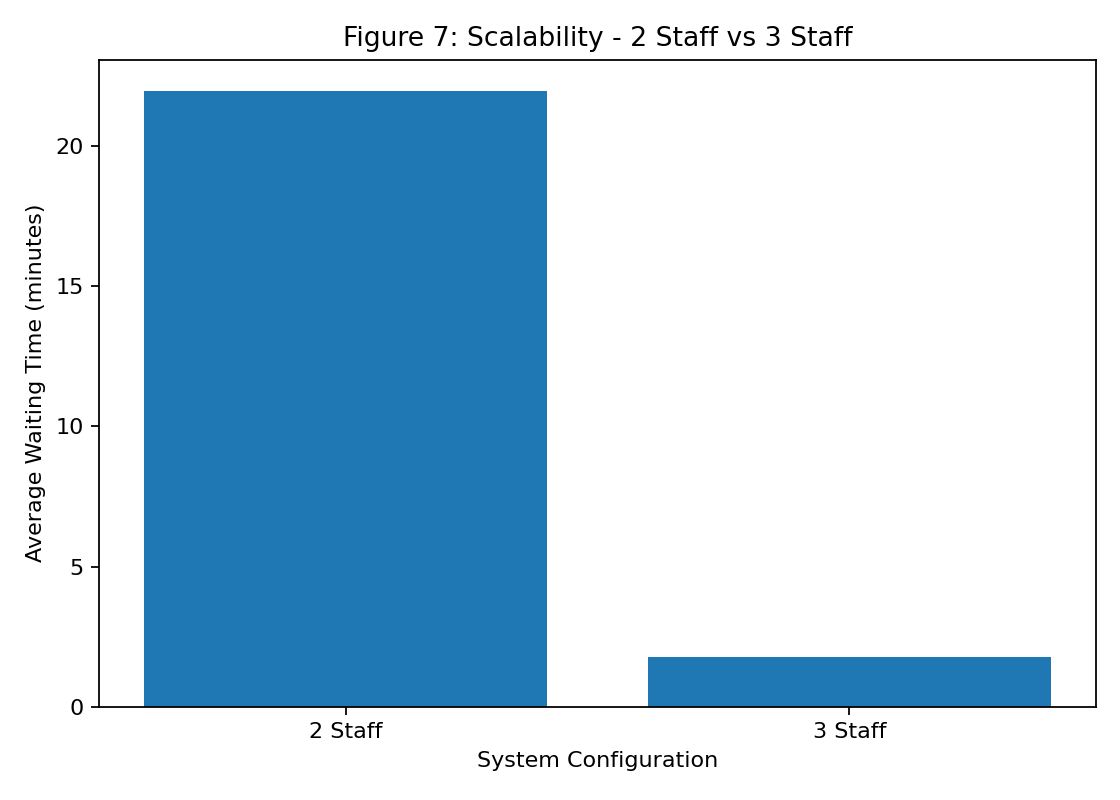 Figure 7: Scalability - 2 Staff vs 3 Staff
Average Waiting Time (minutes)
20
15
10
5
0
2 Staff
3 Staff
System Configuration